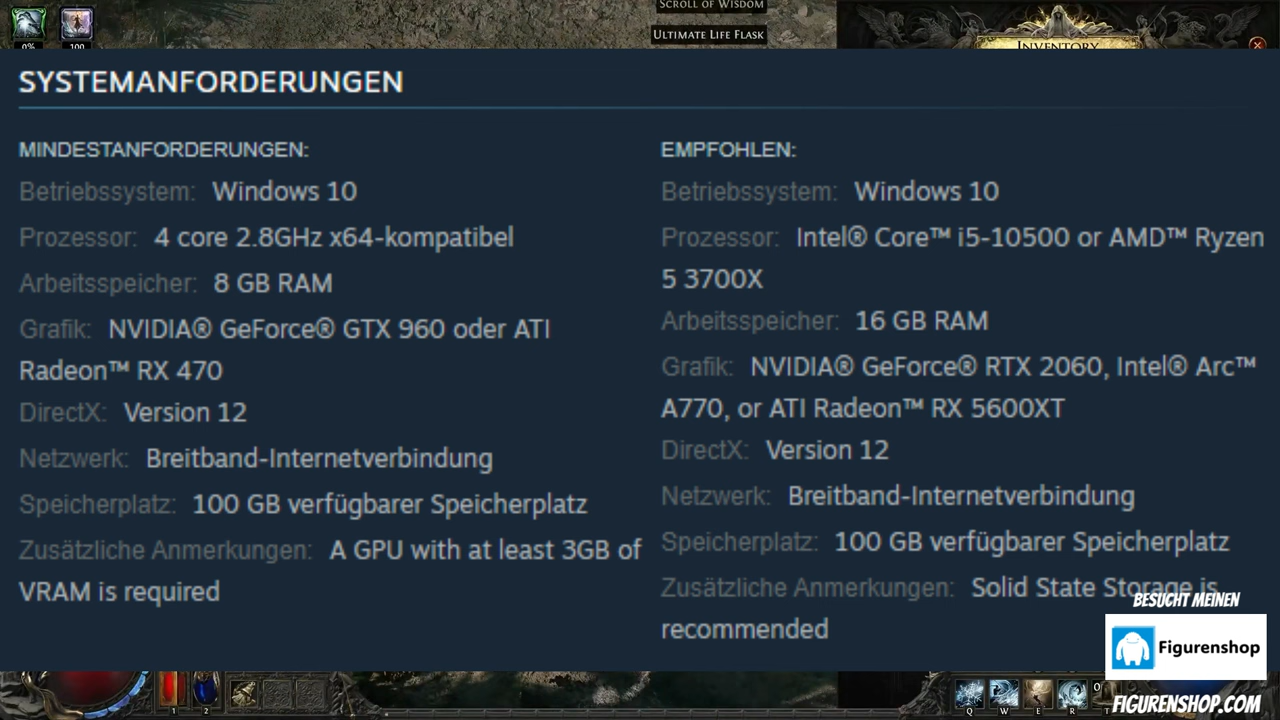 SCROLL OF WISDOM
ULTIMATE LIFE FLASK
INVENTORY
0%
100
SYSTEMANFORDERUNGEN
MINDESTANFORDERUNGEN:
Betriebssystem: Windows 10
Prozessor: 4 core 2.8GHz x64-kompatibel
Arbeitsspeicher: 8 GB RAM
Grafik: NVIDIA® GeForce® GTX 960 oder ATI
Radeon™ RX 470
DirectX: Version 12
Netzwerk: Breitband-Internetverbindung
Speicherplatz: 100 GB verfügbarer Speicherplatz
Zusätzliche Anmerkungen: A GPU with at least 3GB of
VRAM is required
EMPFOHLEN:
Betriebssystem: Windows 10
Prozessor: Intel® Core™ i5-10500 or AMD™ Ryzen
5 3700X
Arbeitsspeicher: 16 GB RAM
Grafik: NVIDIA® GeForce® RTX 2060, Intel® Arc™
A770, or ATI Radeon™ RX 5600XT
DirectX: Version 12
Netzwerk: Breitband-Internetverbindung
Speicherplatz: 100 GB verfügbarer Speicherplatz
Zusätzliche Anmerkungen: Solid State Storage is
recommended
BESUCHT MEINEN
Figurenshop
FIGURENSHOP.COM
1
2
Q
W
E
R